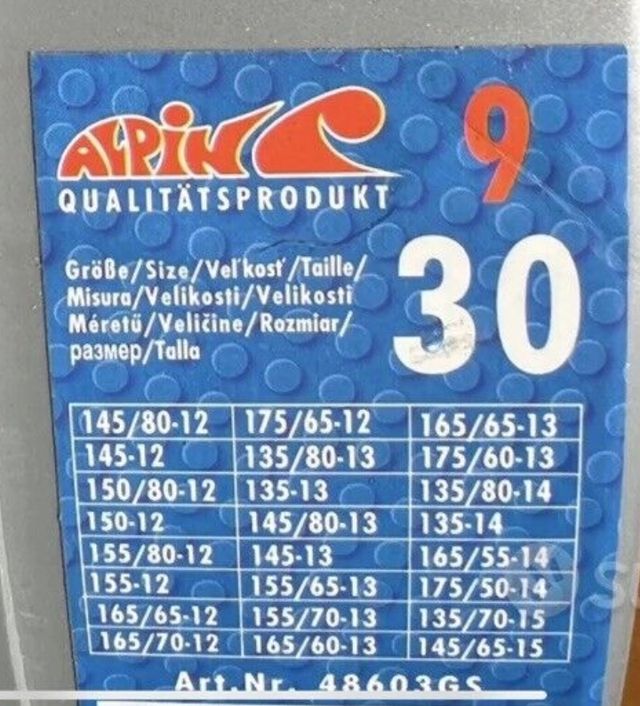 ALPIN
9
QUALITÄTSPRODUKT
Größe/Size/Veľkosť/Taille/
Misura/Velikosti/Velikosti
Méretü/Veličine/Rozmiar/
размер/Talla
30
145/80-12 175/65-12 165/65-13
145-12 135/80-13 175/60-13
150/80-12 135-13 135/80-14
150-12 145/80-13 135-14
155/80-12 145-13 165/55-14
155-12 155/65-13 175/50-14
165/65-12 155/70-13 135/70-15
165/70-12 165/60-13 145/65-15
Art.Nr. 48603GS